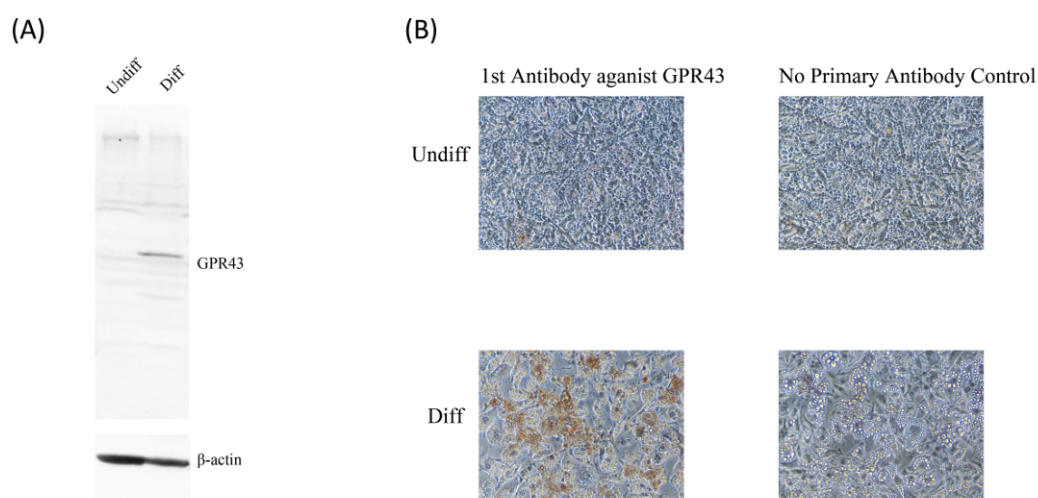 (A)
Undiff
Diff
GPR43
β-actin
(B)
1st Antibody aganist GPR43
No Primary Antibody Control
Undiff
Diff